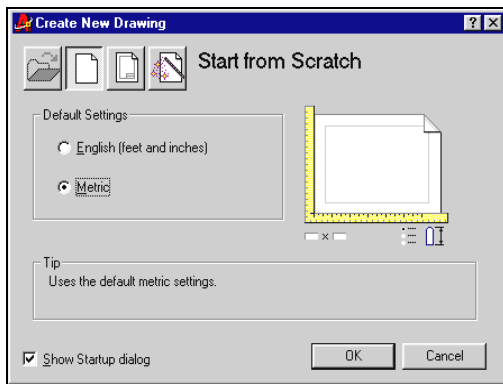 Create New Drawing
Start from Scratch
Default Settings
English (feet and inches)
Metric
Tip
Uses the default metric settings.
Show Startup dialog
OK
Cancel